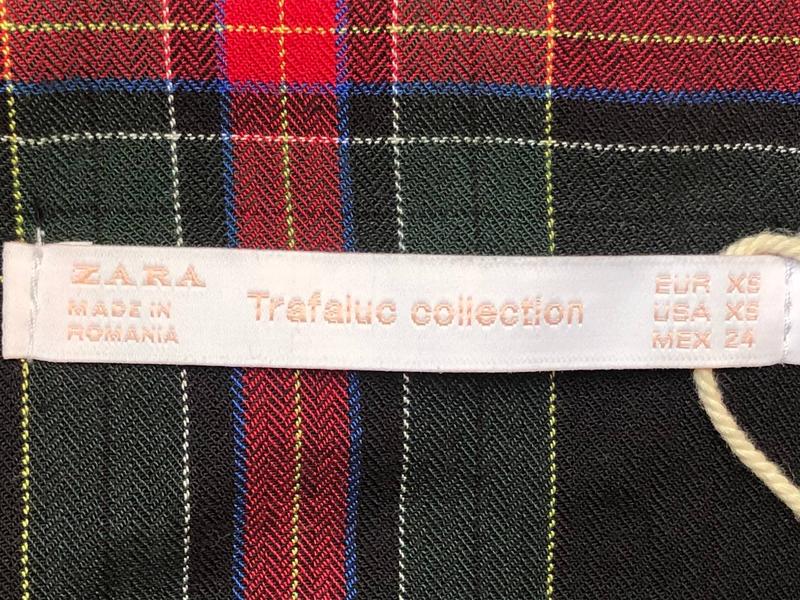 ZARA
MADE IN
ROMANIA
Trafaluc collection
EUR XS
USA XS
MEX 24